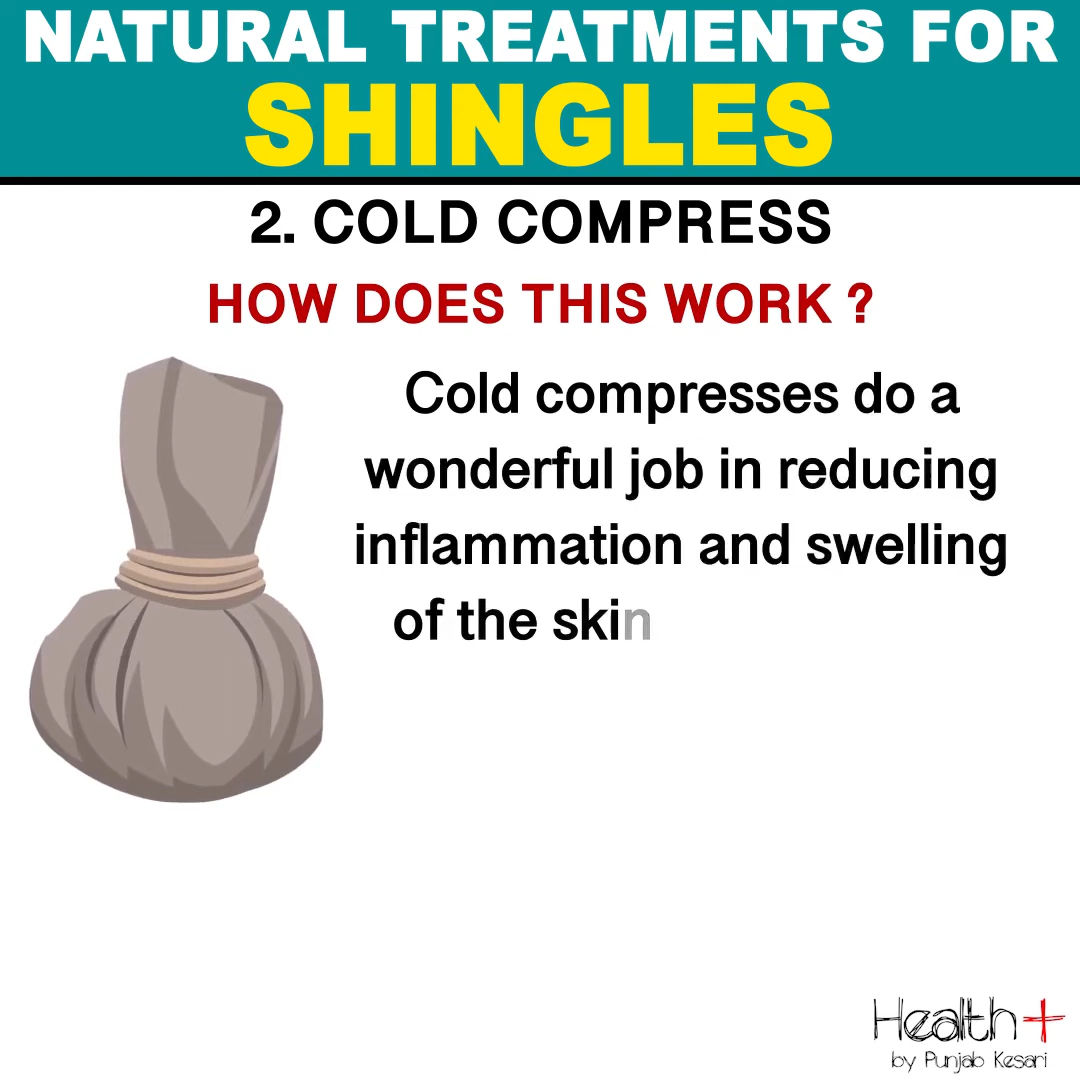 NATURAL TREATMENTS FOR
SHINGLES
2. COLD COMPRESS
HOW DOES THIS WORK ?
Cold compresses do a
wonderful job in reducing
inflammation and swelling
of the skin
Health+
by Punjab Kesari